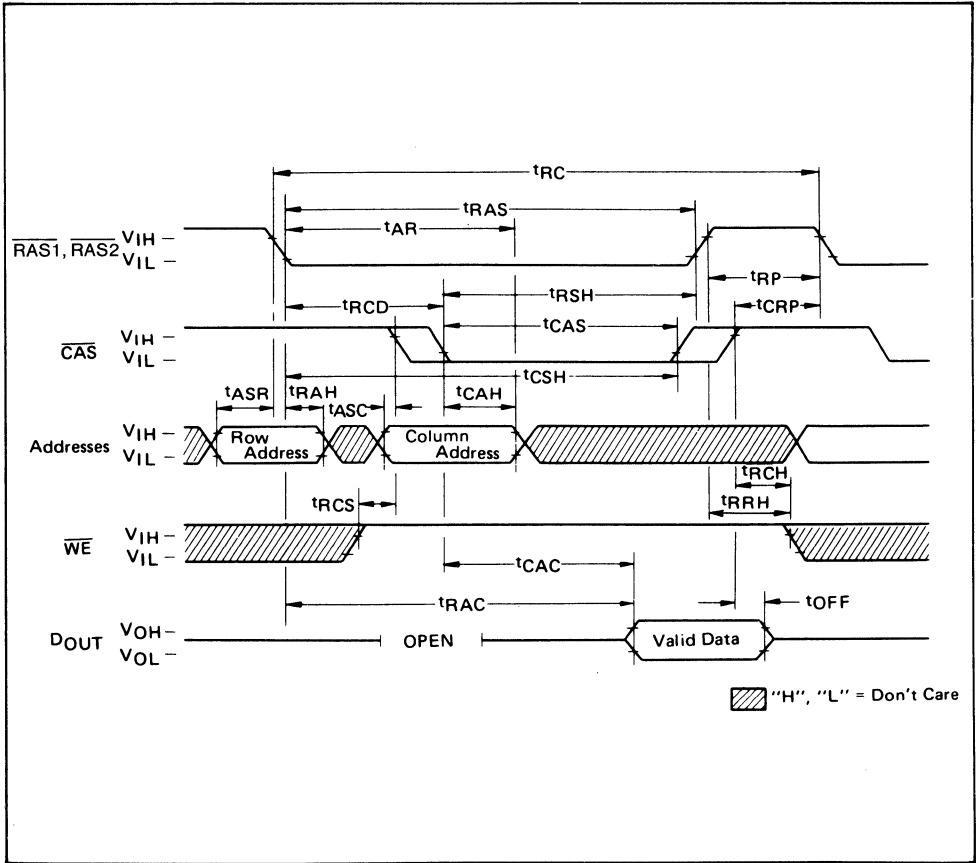 tRC
tRAS
tAR
RAS1, RAS2 VIH
VIL
tRP
tRSH
tRCD
tCRP
tCAS
CAS VIH
VIL
tCSH
tASR
tRAH
tASC
tCAH
Addresses VIH
VIL
Row
Address
Column
Address
tRCH
tRCS
tRRH
WE VIH
VIL
tCAC
tRAC
tOFF
DOUT VOH
VOL
OPEN
Valid Data
"H", "L" = Don't Care